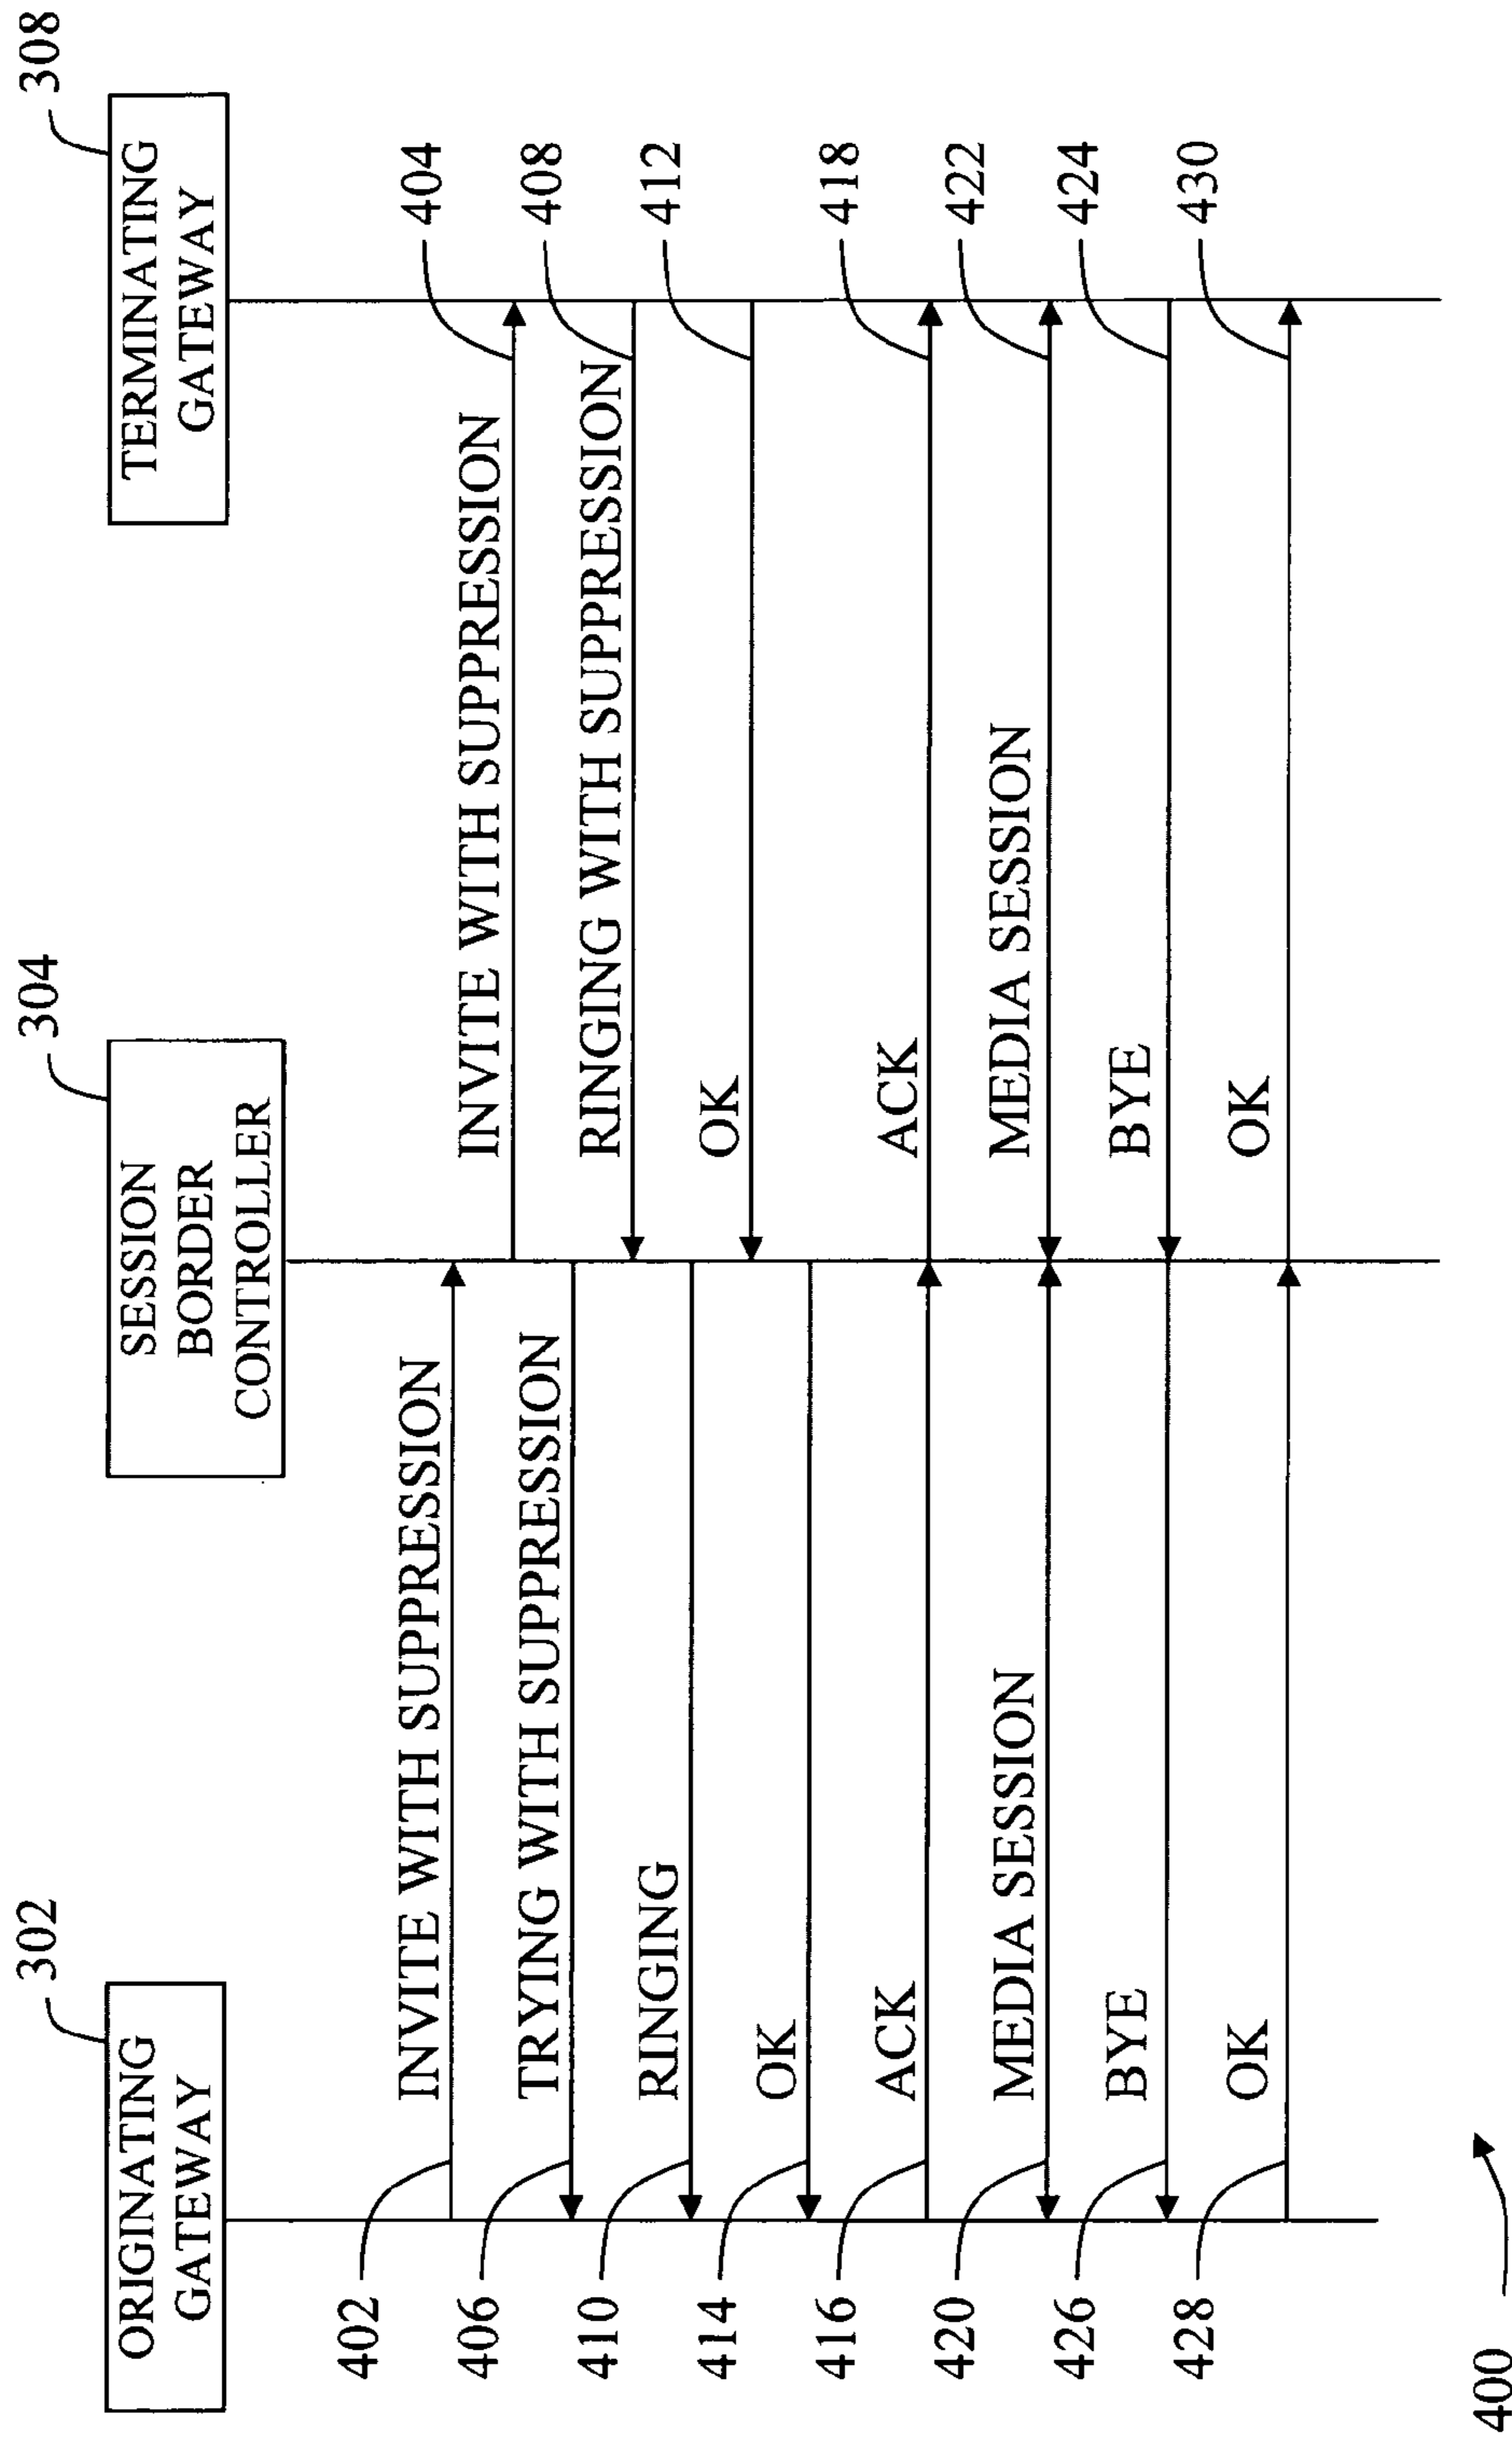 302
304
308
ORIGINATING
GATEWAY
SESSION
BORDER
CONTROLLER
TERMINATING
GATEWAY
402
INVITE WITH SUPPRESSION
INVITE WITH SUPPRESSION
404
406
TRYING WITH SUPPRESSION
RINGING WITH SUPPRESSION
408
410
RINGING
OK
412
414
OK
416
ACK
ACK
418
420
MEDIA SESSION
MEDIA SESSION
422
426
BYE
BYE
424
428
OK
OK
430
400